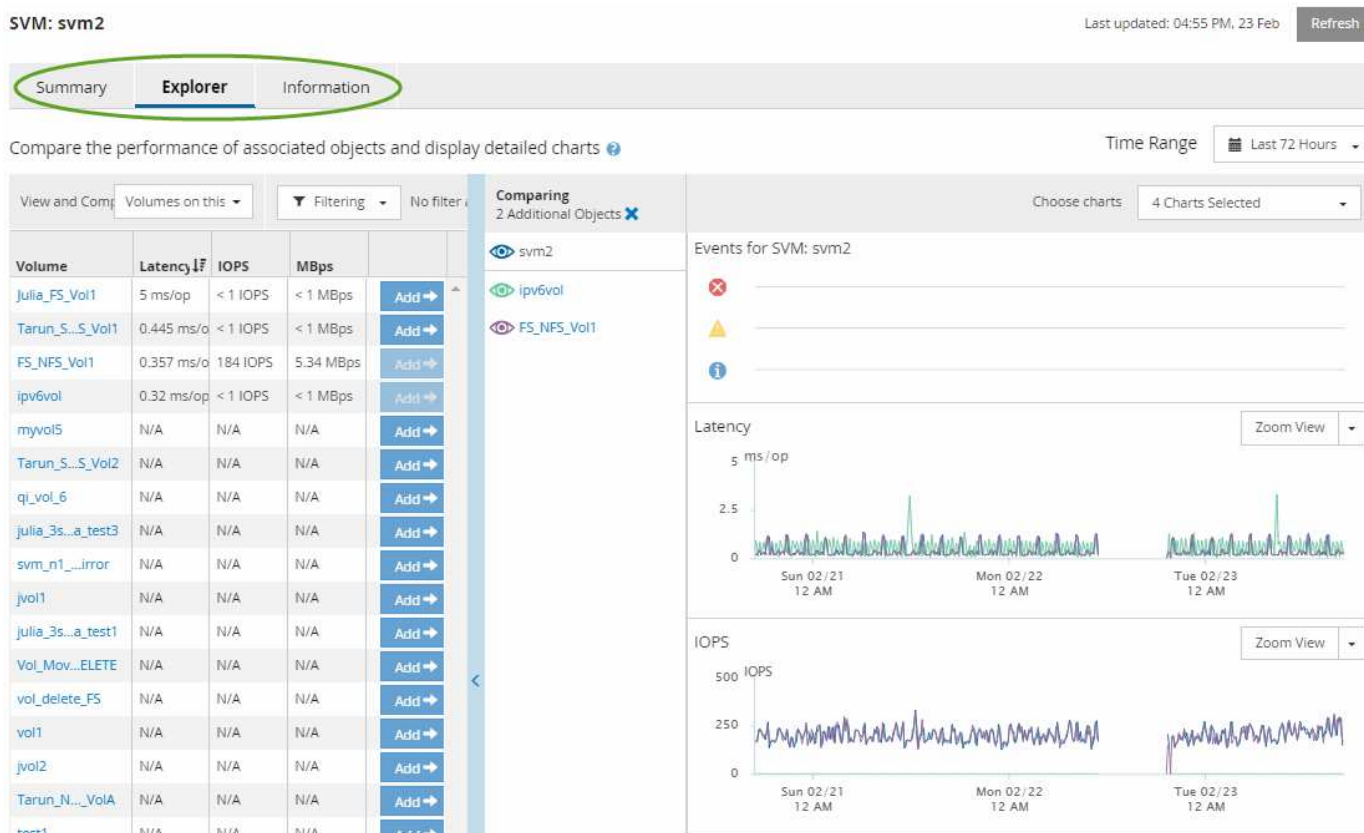 SVM: svm2
Last updated: 04:55 PM, 23 Feb
Refresh
Summary
Explorer
Information
Compare the performance of associated objects and display detailed charts ?
Time Range
Last 72 Hours
View and Comp
Volumes on this
Filtering
No filter
Comparing
2 Additional Objects
svm2
ipv6vol
FS_NFS_Vol1
Choose charts
4 Charts Selected
Volume Latency IOPS MBps
Julia_FS_Vol1 5 ms/op < 1 IOPS < 1 MBps Add
Tarun_S...S_Vol1 0.445 ms/o < 1 IOPS < 1 MBps Add
FS_NFS_Vol1 0.357 ms/o 184 IOPS 5.34 MBps Add
ipv6vol 0.32 ms/op < 1 IOPS < 1 MBps Add
myvol5 N/A N/A N/A Add
Tarun_S...S_Vol2 N/A N/A N/A Add
qi_vol_6 N/A N/A N/A Add
julia_3s...a_test3 N/A N/A N/A Add
svm_n1_...irror N/A N/A N/A Add
jvol1 N/A N/A N/A Add
julia_3s...a_test1 N/A N/A N/A Add
Vol_Mov...ELETE N/A N/A N/A Add
vol_delete_FS N/A N/A N/A Add
vol1 N/A N/A N/A Add
jvol2 N/A N/A N/A Add
Tarun_N..._VolA N/A N/A N/A Add
Events for SVM: svm2
Latency
Zoom View
5 ms/op
2.5
0
Sun 02/21 Mon 02/22 Tue 02/23
12 AM 12 AM 12 AM
IOPS
Zoom View
500 IOPS
250
0
Sun 02/21 Mon 02/22 Tue 02/23
12 AM 12 AM 12 AM